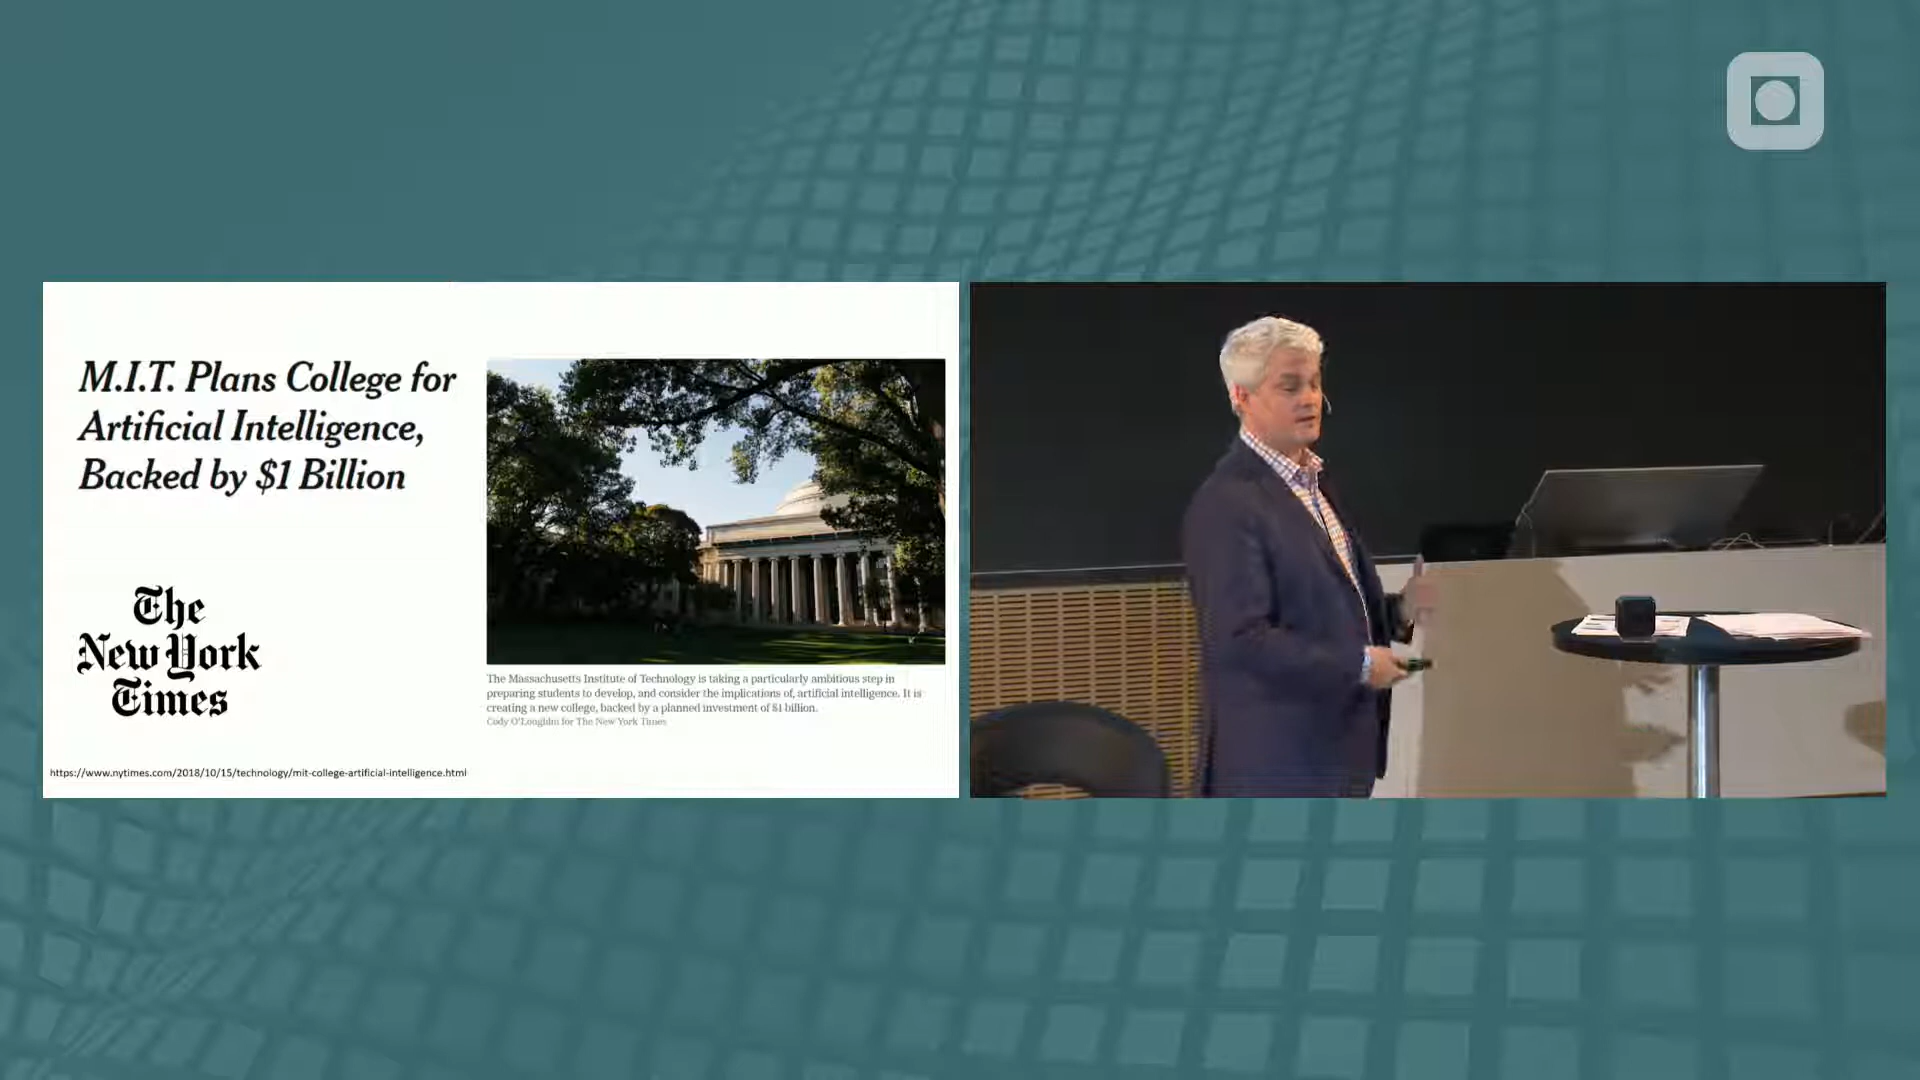 M.I.T. Plans College for
Artificial Intelligence,
Backed by $1 Billion
The
New York
Times
The Massachusetts Institute of Technology is taking a particularly ambitious step in
preparing students to develop, and consider the implications of, artificial intelligence. It is
creating a new college, backed by a planned investment of $1 billion.
Cody O'Loughlin for The New York Times
https://www.nytimes.com/2018/10/15/technology/mit-college-artificial-intelligence.html